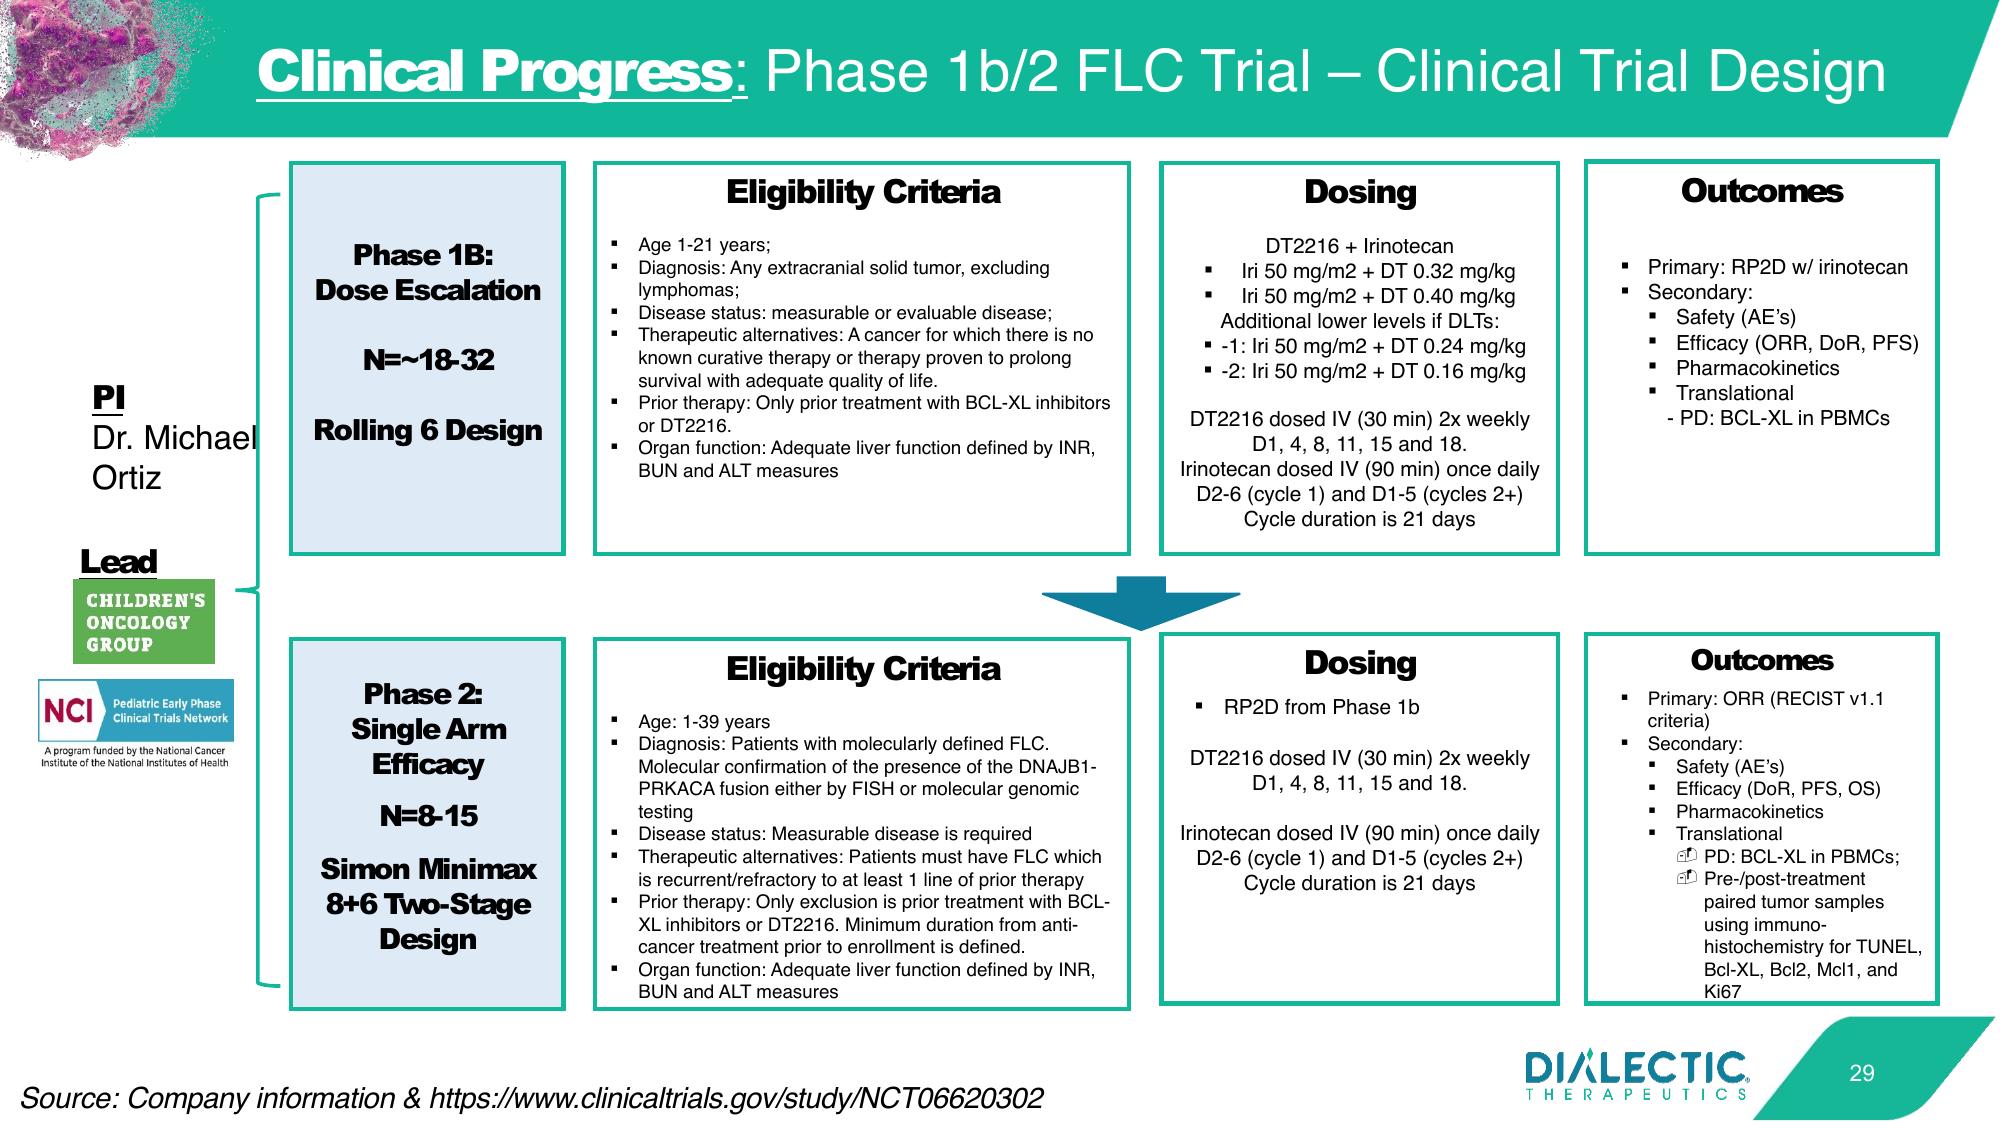 Clinical Progress: Phase 1b/2 FLC Trial – Clinical Trial Design
PI
Dr. Michael
Ortiz
Lead
CHILDREN'S
ONCOLOGY
GROUP
NCI Pediatric Early Phase
Clinical Trials Network
A program funded by the National Cancer
Institute of the National Institutes of Health
Phase 1B:
Dose Escalation
N=~18-32
Rolling 6 Design
Eligibility Criteria
▪ Age 1-21 years;
▪ Diagnosis: Any extracranial solid tumor, excluding
lymphomas;
▪ Disease status: measurable or evaluable disease;
▪ Therapeutic alternatives: A cancer for which there is no
known curative therapy or therapy proven to prolong
survival with adequate quality of life.
▪ Prior therapy: Only prior treatment with BCL-XL inhibitors
or DT2216.
▪ Organ function: Adequate liver function defined by INR,
BUN and ALT measures
Dosing
DT2216 + Irinotecan
▪ Iri 50 mg/m2 + DT 0.32 mg/kg
▪ Iri 50 mg/m2 + DT 0.40 mg/kg
Additional lower levels if DLTs:
▪ -1: Iri 50 mg/m2 + DT 0.24 mg/kg
▪ -2: Iri 50 mg/m2 + DT 0.16 mg/kg
DT2216 dosed IV (30 min) 2x weekly
D1, 4, 8, 11, 15 and 18.
Irinotecan dosed IV (90 min) once daily
D2-6 (cycle 1) and D1-5 (cycles 2+)
Cycle duration is 21 days
Outcomes
▪ Primary: RP2D w/ irinotecan
▪ Secondary:
▪ Safety (AE's)
▪ Efficacy (ORR, DoR, PFS)
▪ Pharmacokinetics
▪ Translational
- PD: BCL-XL in PBMCs
Phase 2:
Single Arm
Efficacy
N=8-15
Simon Minimax
8+6 Two-Stage
Design
Eligibility Criteria
▪ Age: 1-39 years
▪ Diagnosis: Patients with molecularly defined FLC.
Molecular confirmation of the presence of the DNAJB1-
PRKACA fusion either by FISH or molecular genomic
testing
▪ Disease status: Measurable disease is required
▪ Therapeutic alternatives: Patients must have FLC which
is recurrent/refractory to at least 1 line of prior therapy
▪ Prior therapy: Only exclusion is prior treatment with BCL-
XL inhibitors or DT2216. Minimum duration from anti-
cancer treatment prior to enrollment is defined.
▪ Organ function: Adequate liver function defined by INR,
BUN and ALT measures
Dosing
▪ RP2D from Phase 1b
DT2216 dosed IV (30 min) 2x weekly
D1, 4, 8, 11, 15 and 18.
Irinotecan dosed IV (90 min) once daily
D2-6 (cycle 1) and D1-5 (cycles 2+)
Cycle duration is 21 days
Outcomes
▪ Primary: ORR (RECIST v1.1
criteria)
▪ Secondary:
▪ Safety (AE's)
▪ Efficacy (DoR, PFS, OS)
▪ Pharmacokinetics
▪ Translational
PD: BCL-XL in PBMCs;
Pre-/post-treatment
paired tumor samples
using immuno-
histochemistry for TUNEL,
Bcl-XL, Bcl2, Mcl1, and
Ki67
Source: Company information & https://www.clinicaltrials.gov/study/NCT06620302
DIALECTIC
THERAPEUTICS
29